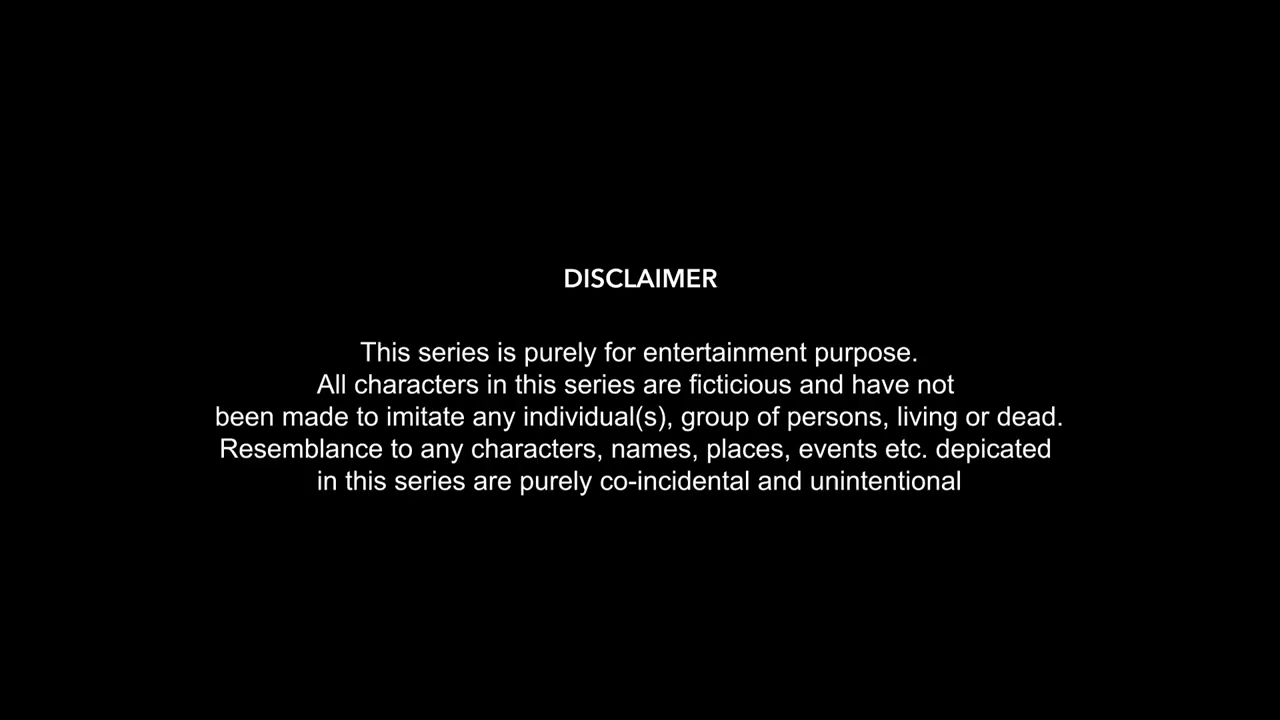 DISCLAIMER
This series is purely for entertainment purpose.
All characters in this series are ficticious and have not
been made to imitate any individual(s), group of persons, living or dead.
Resemblance to any characters, names, places, events etc. depicated
in this series are purely co-incidental and unintentional